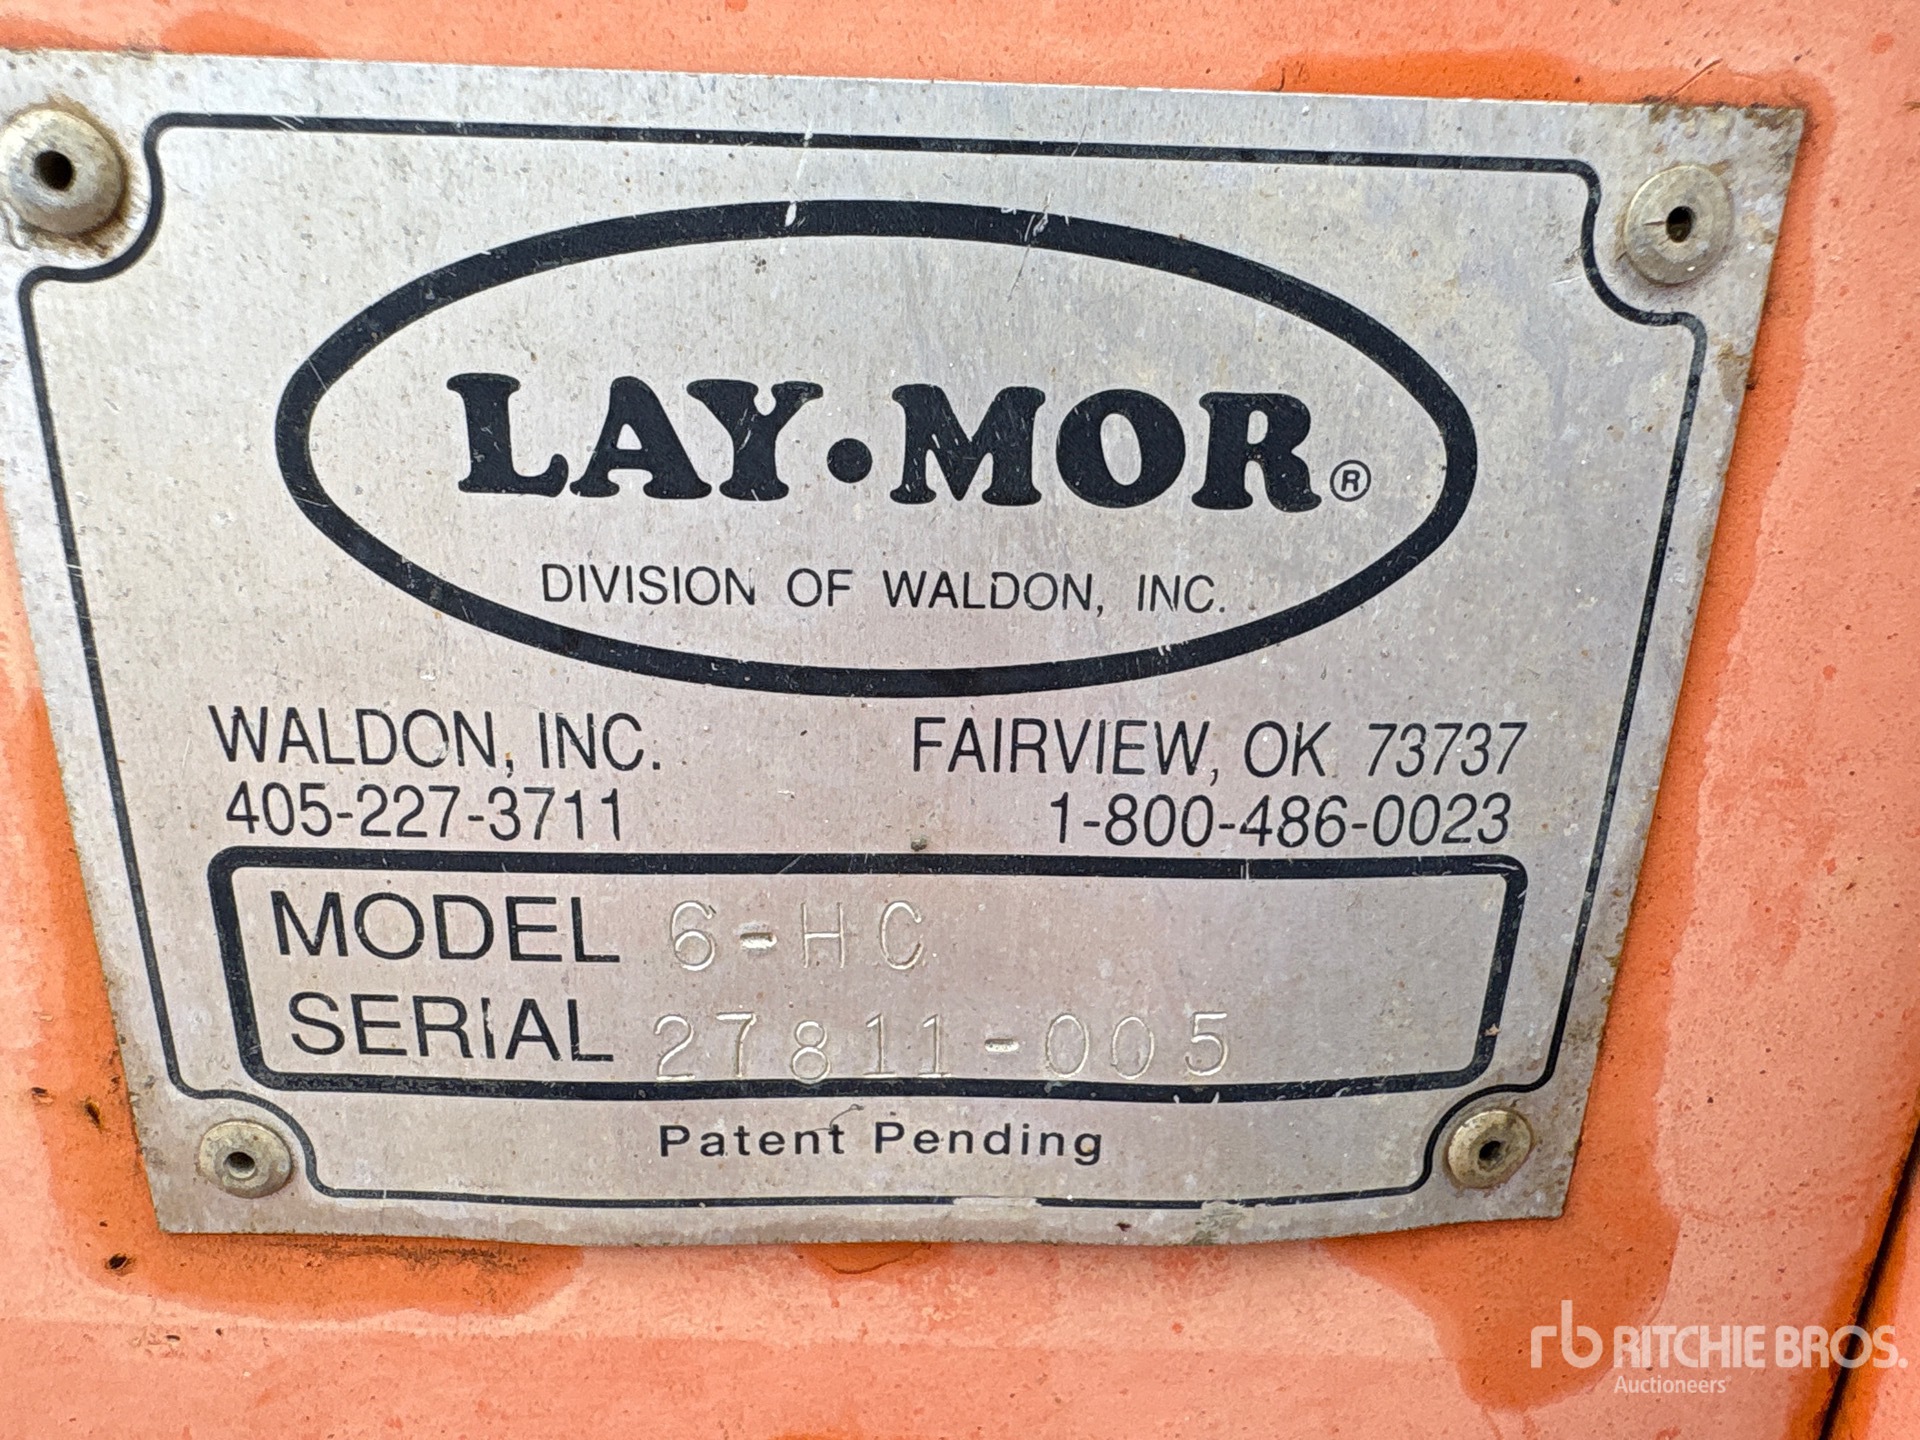 LAY•MOR®
DIVISION OF WALDON, INC.
WALDON, INC. FAIRVIEW, OK 73737
405-227-3711 1-800-486-0023
MODEL 6-HC
SERIAL 27811-005
Patent Pending
rb RITCHIE BROS.
Auctioneers